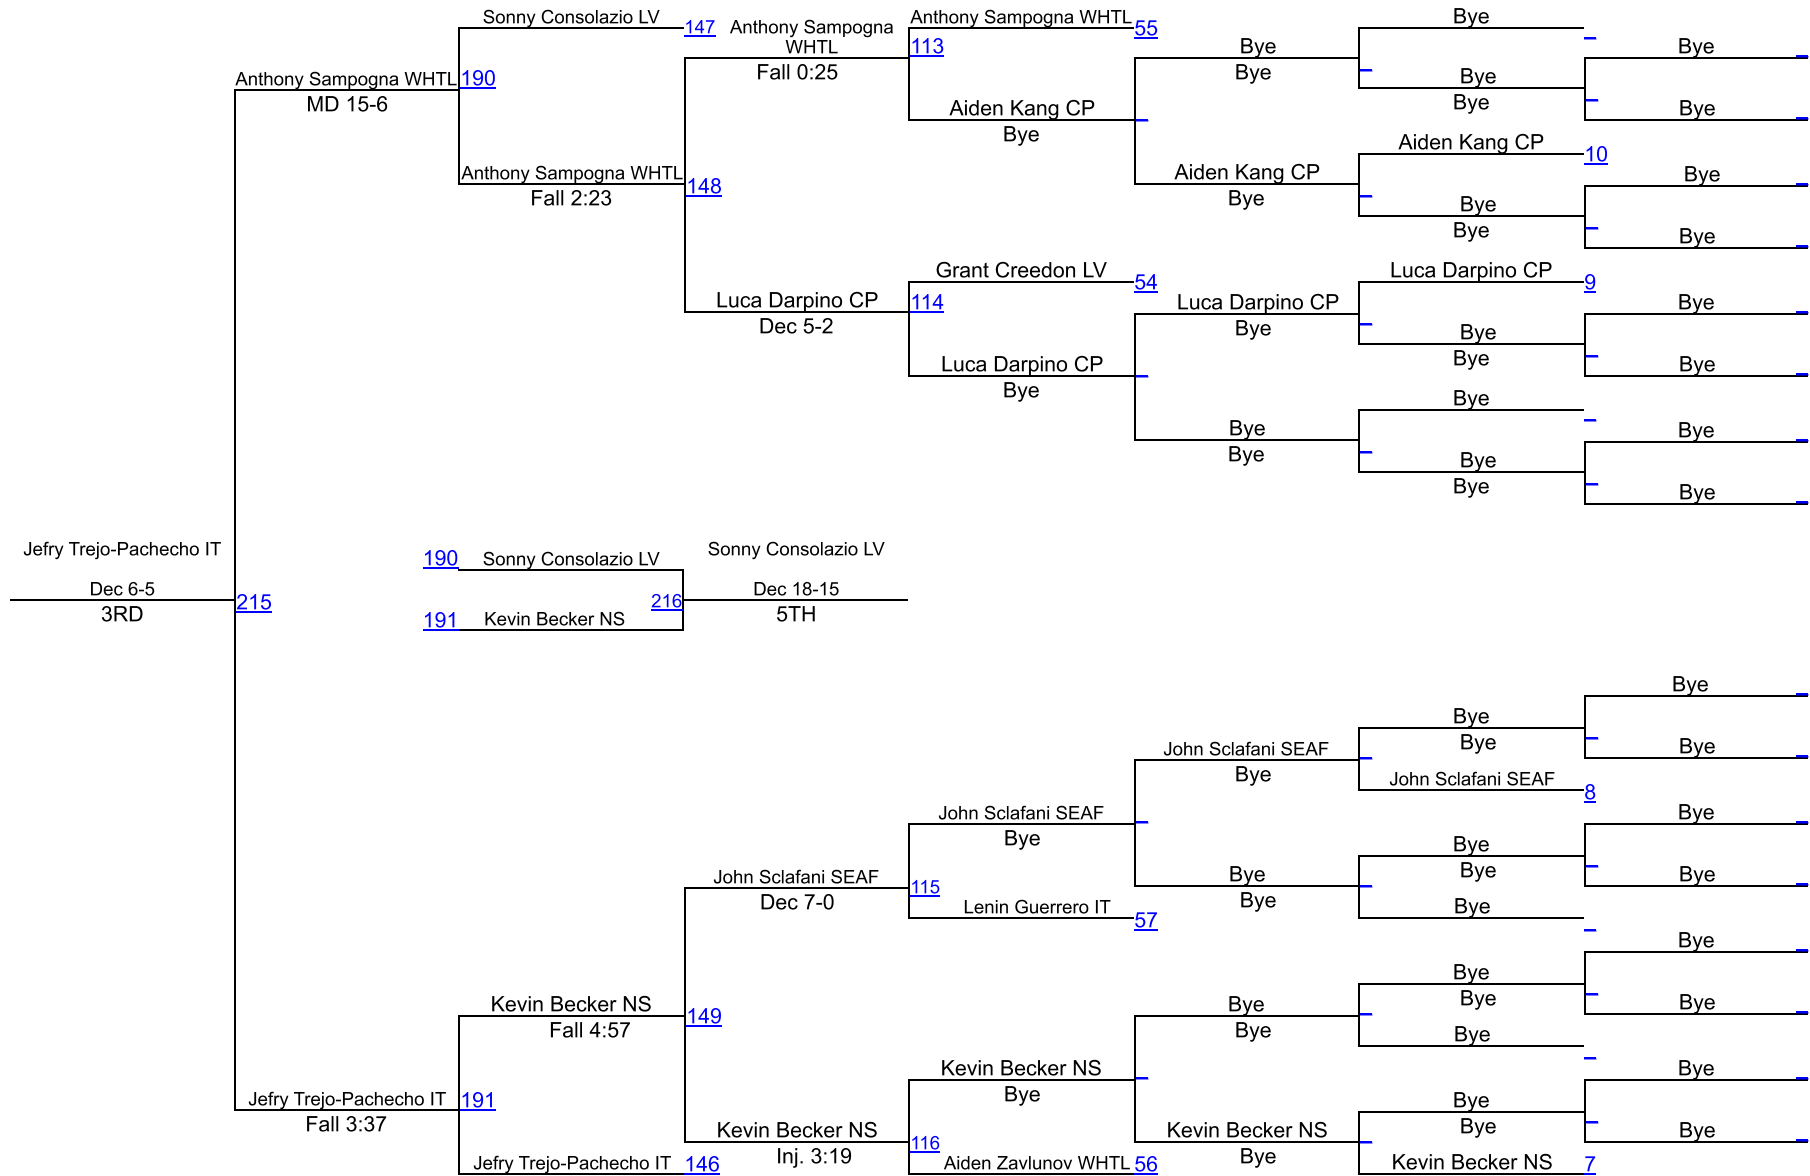 Sonny Consolazio LV
147
Anthony Sampogna
WHTL
Fall 0:25
Anthony Sampogna WHTL
55
113
Bye
Bye
Bye
Bye
Bye
Bye
Bye
Bye
Anthony Sampogna WHTL
190
MD 15-6
Aiden Kang CP
Bye
Aiden Kang CP
10
Anthony Sampogna WHTL
148
Fall 2:23
Aiden Kang CP
Bye
Bye
Bye
Bye
Bye
Grant Creedon LV
54
Luca Darpino CP
9
Luca Darpino CP
114
Dec 5-2
Luca Darpino CP
Bye
Bye
Bye
Bye
Bye
Luca Darpino CP
Bye
Bye
Bye
Bye
Bye
Bye
Bye
Bye
Jefry Trejo-Pachecho IT
Dec 6-5
3RD
215
190
Sonny Consolazio LV
191
Kevin Becker NS
216
Sonny Consolazio LV
Dec 18-15
5TH
Bye
Bye
Bye
Bye
John Sclafani SEAF
Bye
John Sclafani SEAF
8
John Sclafani SEAF
Bye
Bye
Bye
Bye
Bye
Bye
Bye
Bye
John Sclafani SEAF
115
Dec 7-0
Lenin Guerrero IT
57
Bye
Bye
Bye
Bye
Bye
Kevin Becker NS
149
Fall 4:57
Bye
Bye
Bye
Kevin Becker NS
Bye
Bye
Bye
Bye
Bye
Jefry Trejo-Pachecho IT
191
Fall 3:37
Kevin Becker NS
116
Inj. 3:19
Kevin Becker NS
Bye
Jefry Trejo-Pachecho IT
146
Aiden Zavlunov WHTL
56
Kevin Becker NS
7